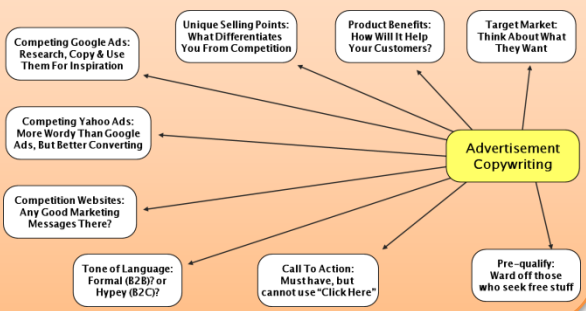 Competing Google Ads:
Research, Copy & Use
Them For Inspiration
Unique Selling Points:
What Differentiates
You From Competition
Product Benefits:
How Will It Help
Your Customers?
Target Market:
Think About What
They Want
Competing Yahoo Ads:
More Wordy Than Google
Ads, But Better Converting
Advertisement
Copywriting
Competition Websites:
Any Good Marketing
Messages There?
Tone of Language:
Formal (B2B)? or
Hypey (B2C)?
Call To Action:
Must have, but
cannot use "Click Here"
Pre-qualify:
Ward off those
who seek free stuff